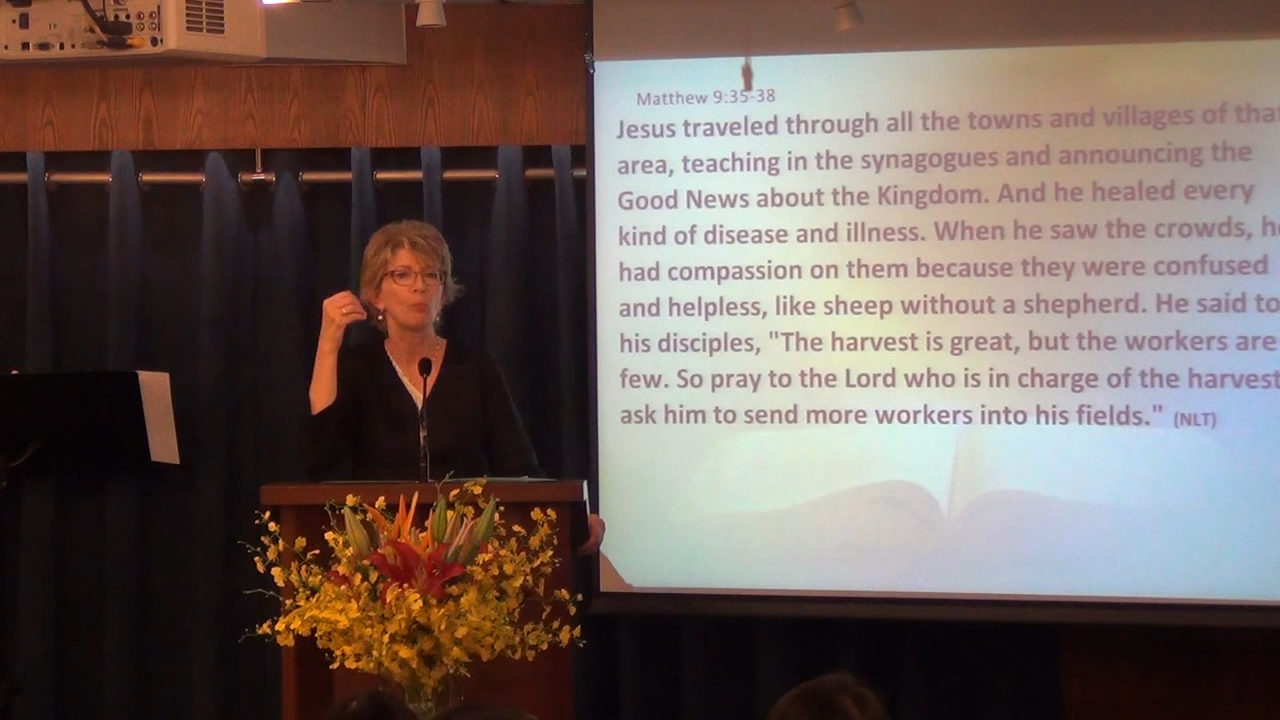 Matthew 9:35-38
Jesus traveled through all the towns and villages of tha
area, teaching in the synagogues and announcing the
Good News about the Kingdom. And he healed every
kind of disease and illness. When he saw the crowds, h
had compassion on them because they were confused
and helpless, like sheep without a shepherd. He said to
his disciples, "The harvest is great, but the workers are
few. So pray to the Lord who is in charge of the harvest
ask him to send more workers into his fields." (NLT)